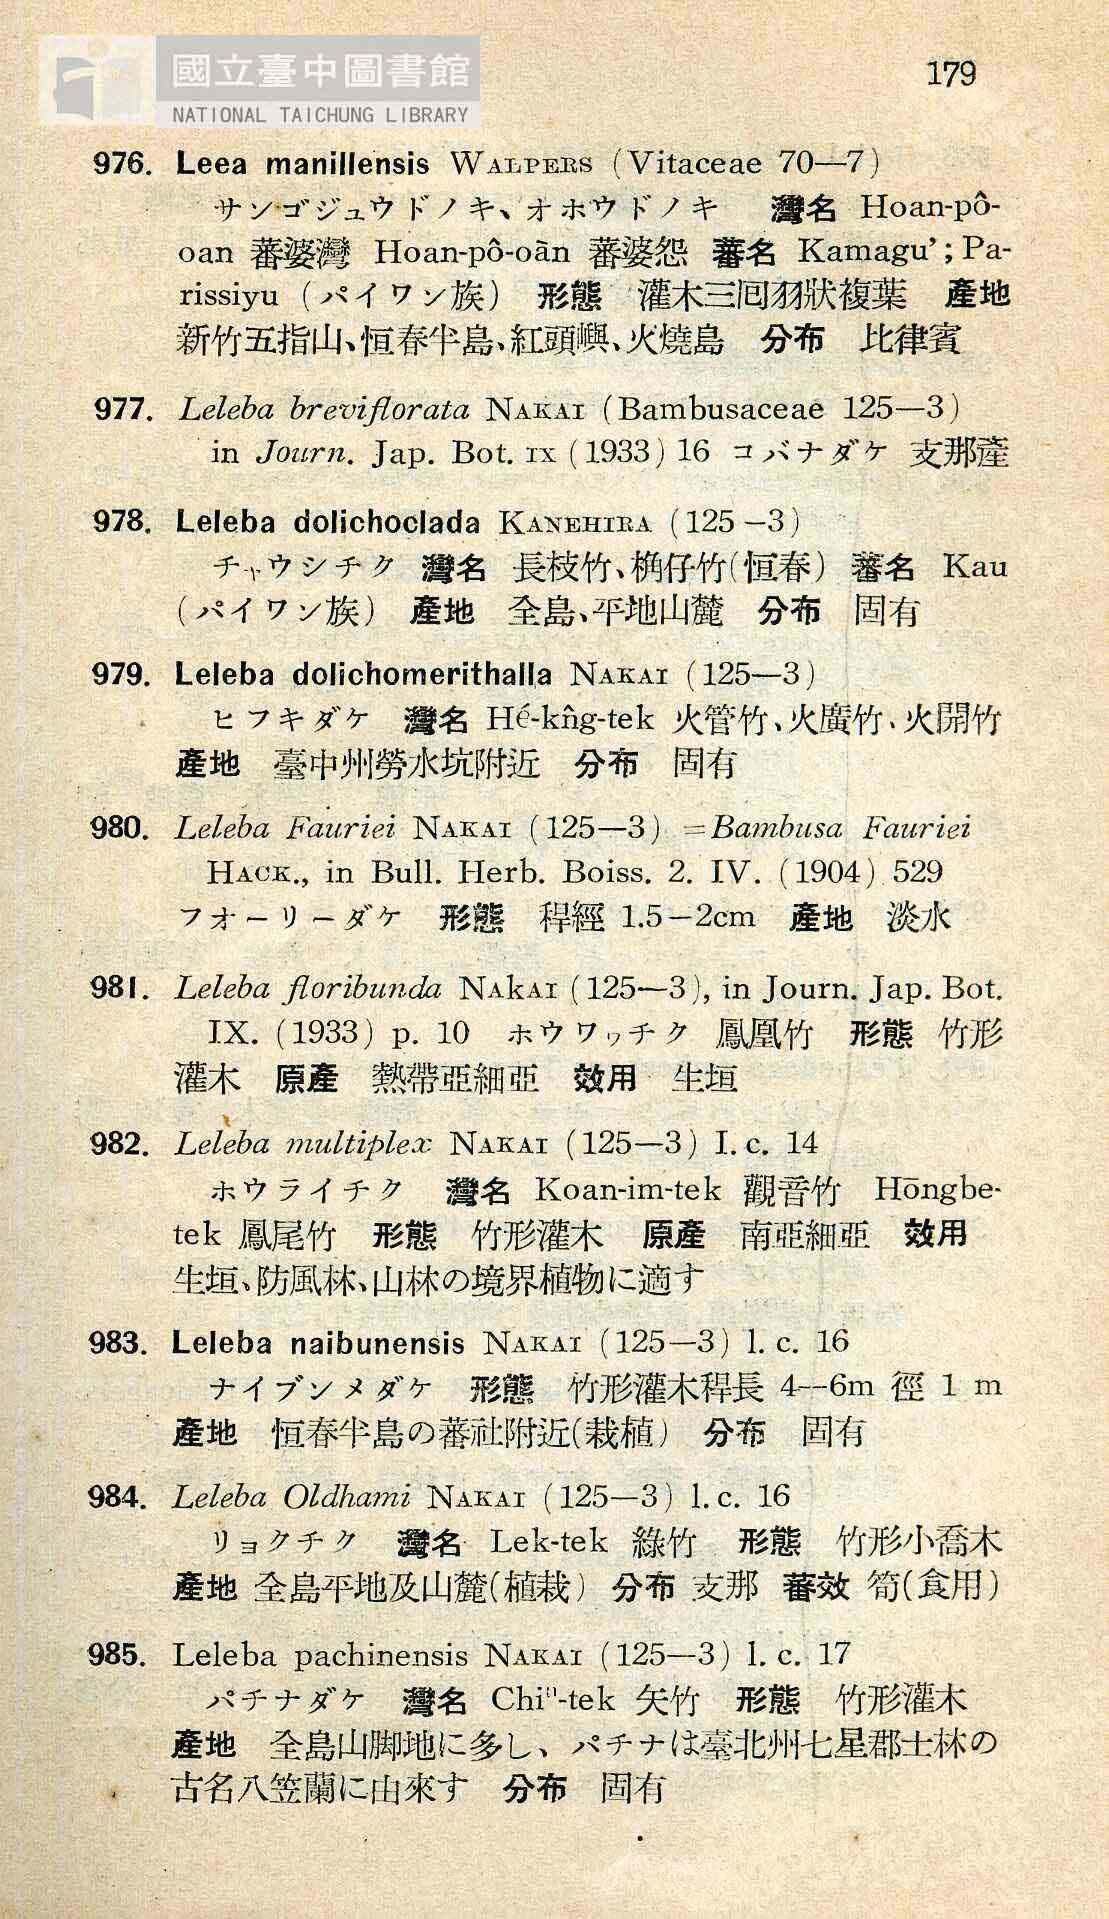 國立臺中圖書館
NATIONAL TAICHUNG LIBRARY
179
976. Leea manillensis WALPERS (Vitaceae 70—7)
サンゴジュウドノキ、オホウドノキ 灣名 Hoan-pô-
oan 蕃婆灣 Hoan-pô-oàn 蕃婆怨 蕃名 Kamagu’; Pa-
rissiyu (パイワン族) 形態 灌木三回羽狀複葉 產地
新竹五指山、恒春半島、紅頭嶼、火燒島 分布 比律賓
977. Leleba breviflorata NAKAI (Bambusaceae 125—3)
in Journ. Jap. Bot. IX (1933) 16 コバナダケ 支那產
978. Leleba dolichoclada KANEHIRA (125—3)
チャウシチク 灣名 長枝竹、桷仔竹(恒春) 蕃名 Kau
(パイワン族) 產地 全島、平地山麓 分布 固有
979. Leleba dolichomerithalla NAKAI (125—3)
ヒフキダケ 灣名 Hé-kn̂g-tek 火管竹、火廣竹、火開竹
產地 臺中州勞水坑附近 分布 固有
980. Leleba Fauriei NAKAI (125—3) =Bambusa Fauriei
HACK., in Bull. Herb. Boiss. 2. IV. (1904) 529
フオーリーダケ 形態 稈經 1.5—2cm 產地 淡水
981. Leleba floribunda NAkAI (125—3), in Journ. Jap. Bot.
IX. (1933) p. 10 ホウワゥチク 鳳凰竹 形態 竹形
灌木 原產 熱帶亞細亞 效用 生垣
982. Leleba multiplex NAKAI (125—3) I. c. 14
ホウライチク 灣名 Koan-im-tek 觀音竹 Hōngbe-
tek 鳳尾竹 形態 竹形灌木 原產 南亞細亞 效用
生垣、防風林、山林の境界植物に適す
983. Leleba naibunensis NAKAI (125—3) l. c. 16
ナイブンメダケ 形態 竹形灌木稈長 4—6m 徑 1 m
產地 恒春半島の蕃社附近(栽植) 分布 固有
984. Leleba Oldhami NAKAI (125—3) l. c. 16
リョクチク 灣名 Lek-tek 綠竹 形態 竹形小喬木
產地 全島平地及山麓(植栽) 分布 支那 蕃效 筍(食用)
985. Leleba pachinensis NAKAI (125—3) l. c. 17
パチナダケ 灣名 Chiⁿ-tek 矢竹 形態 竹形灌木
產地 全島山脚地に多し、パチナは臺北州七星郡士林の
古名八笠蘭に由來す 分布 固有